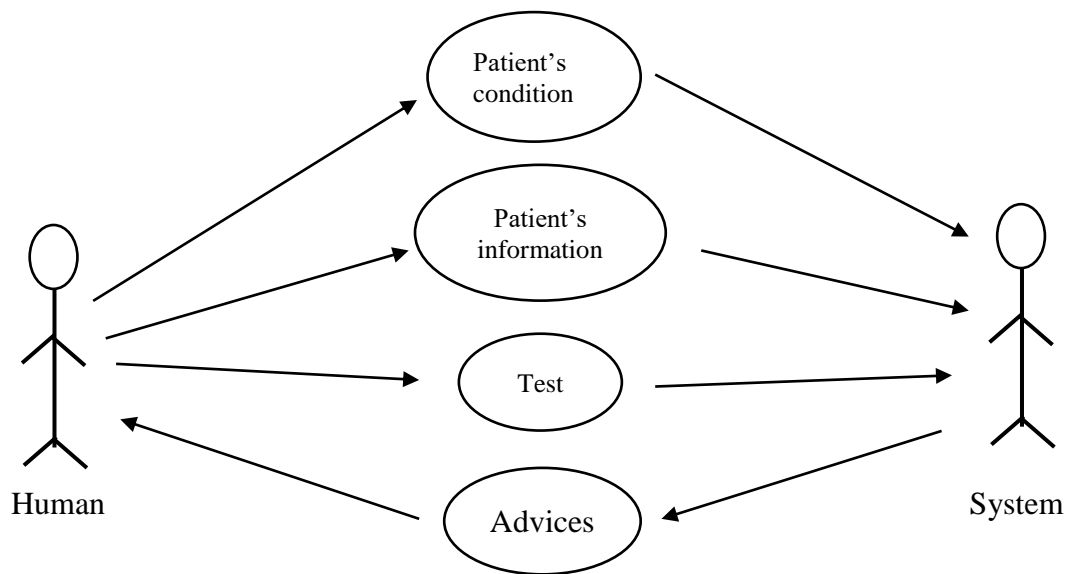 Patient’s
condition
Patient’s
information
Test
Advices
Human
System